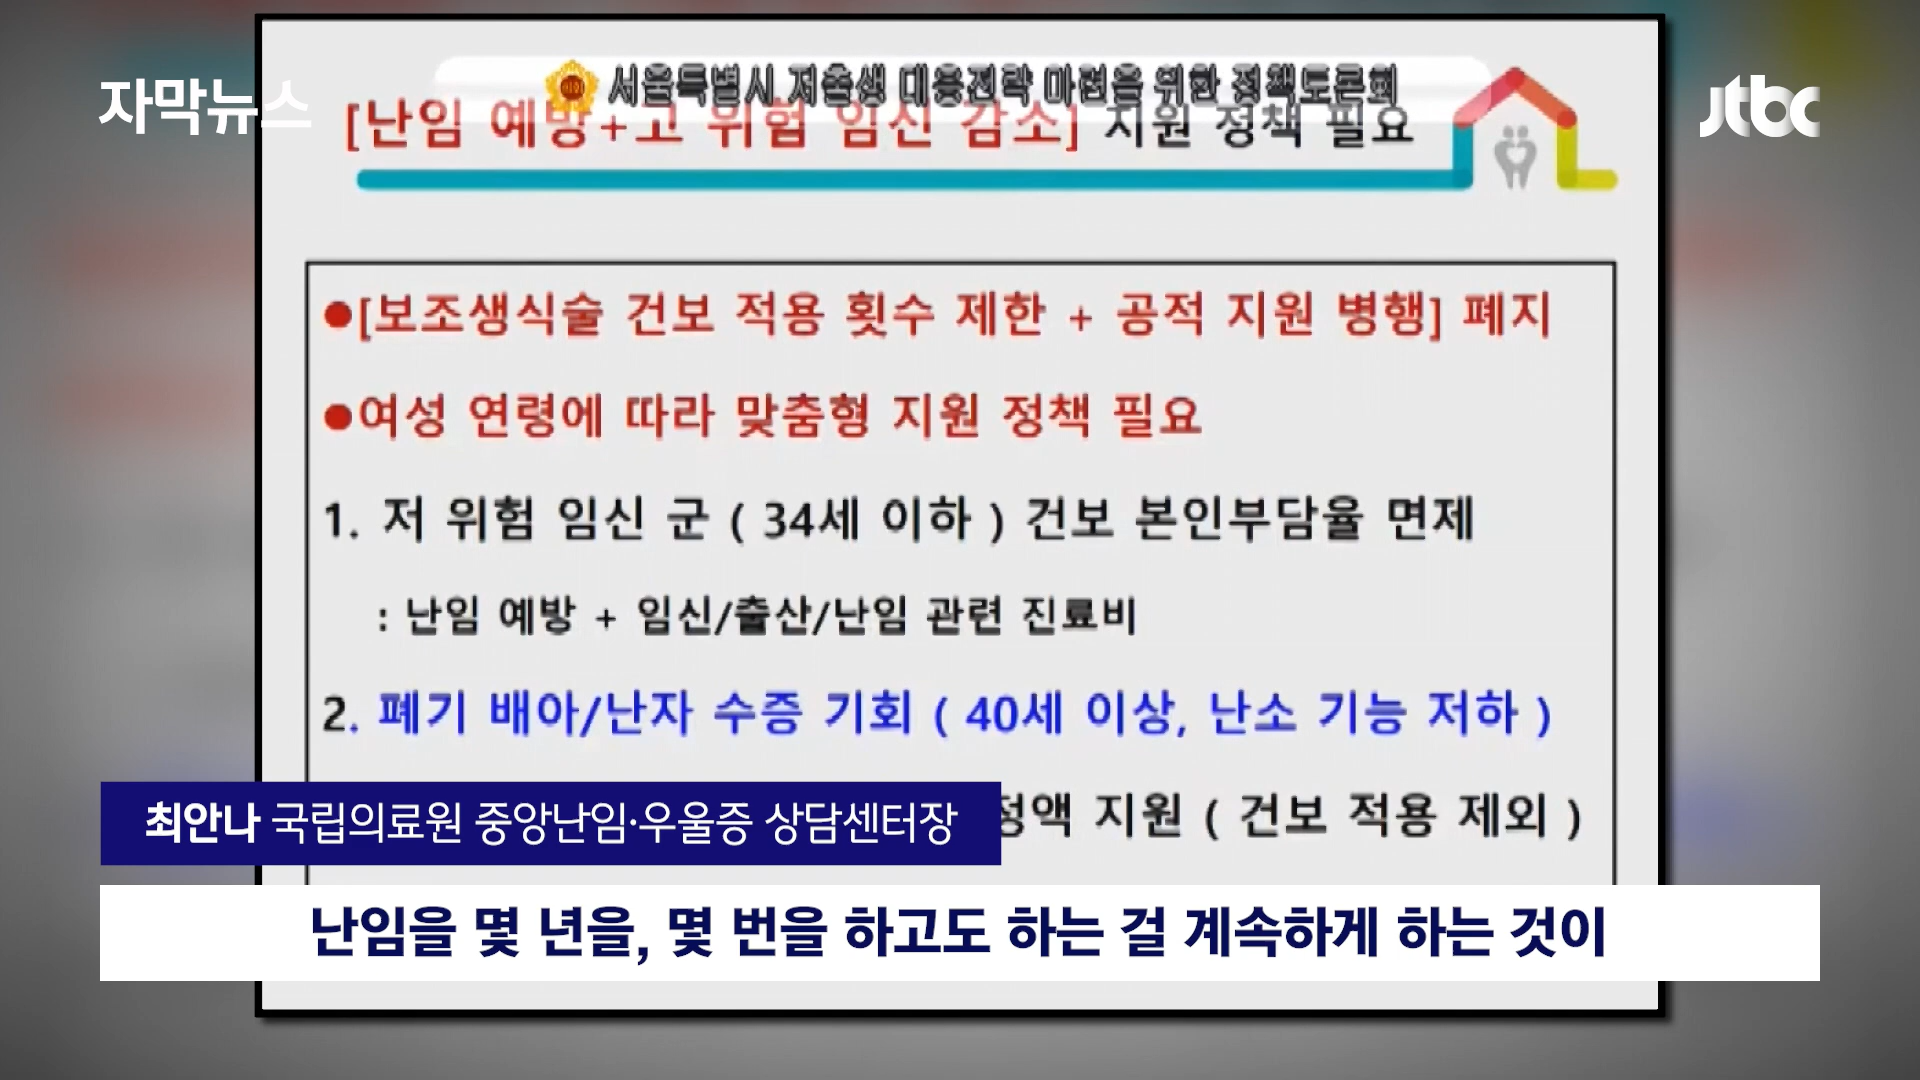 자막뉴스
jtbc
서울특별시 저출생 대응전략 마련을 위한 정책토론회
[난임 예방+고 위험 임신 감소] 지원 정책 필요
●[보조생식술 건보 적용 횟수 제한 + 공적 지원 병행] 폐지
●여성 연령에 따라 맞춤형 지원 정책 필요
1. 저 위험 임신 군 ( 34세 이하 ) 건보 본인부담율 면제
: 난임 예방 + 임신/출산/난임 관련 진료비
2. 폐기 배아/난자 수증 기회 ( 40세 이상, 난소 기능 저하 )
정액 지원 ( 건보 적용 제외 )
최안나 국립의료원 중앙난임·우울증 상담센터장
난임을 몇 년을, 몇 번을 하고도 하는 걸 계속하게 하는 것이